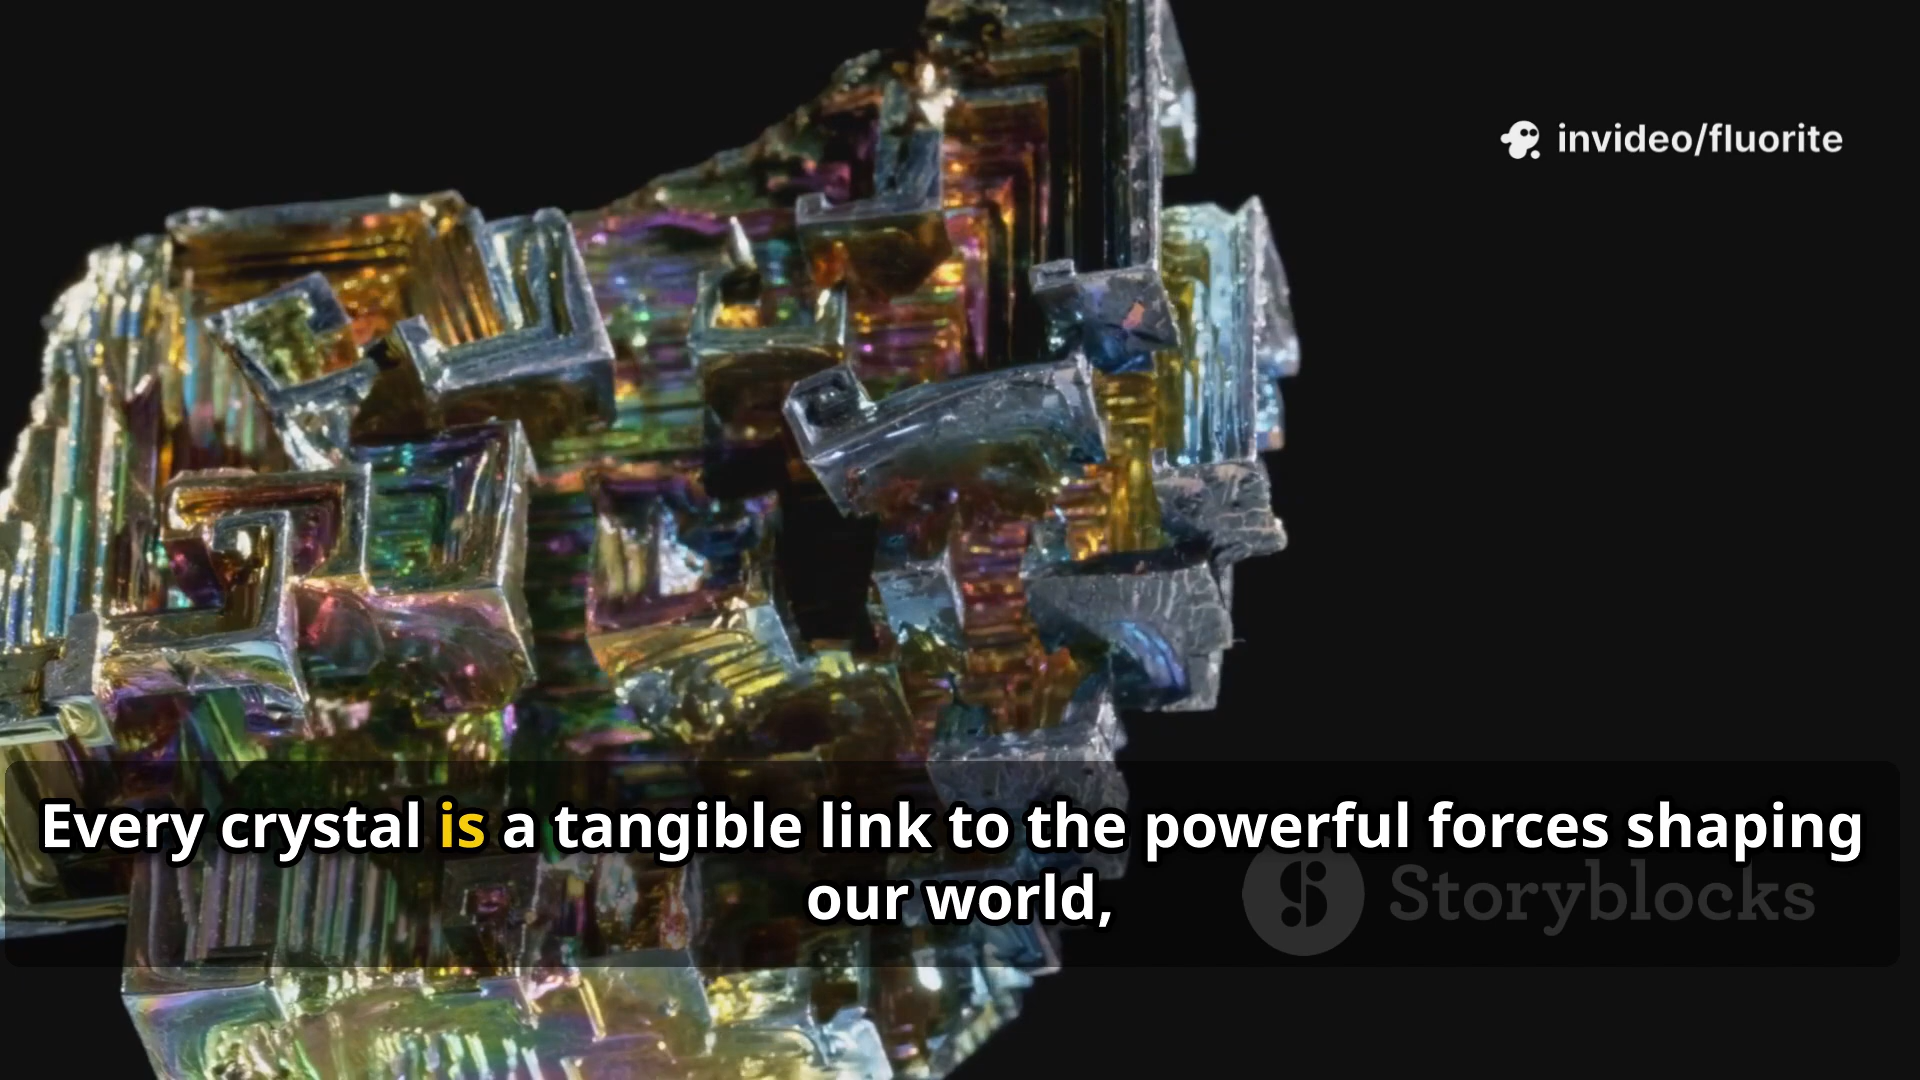 invideo/fluorite
Every crystal is a tangible link to the powerful forces shaping
our world,
Storyblocks